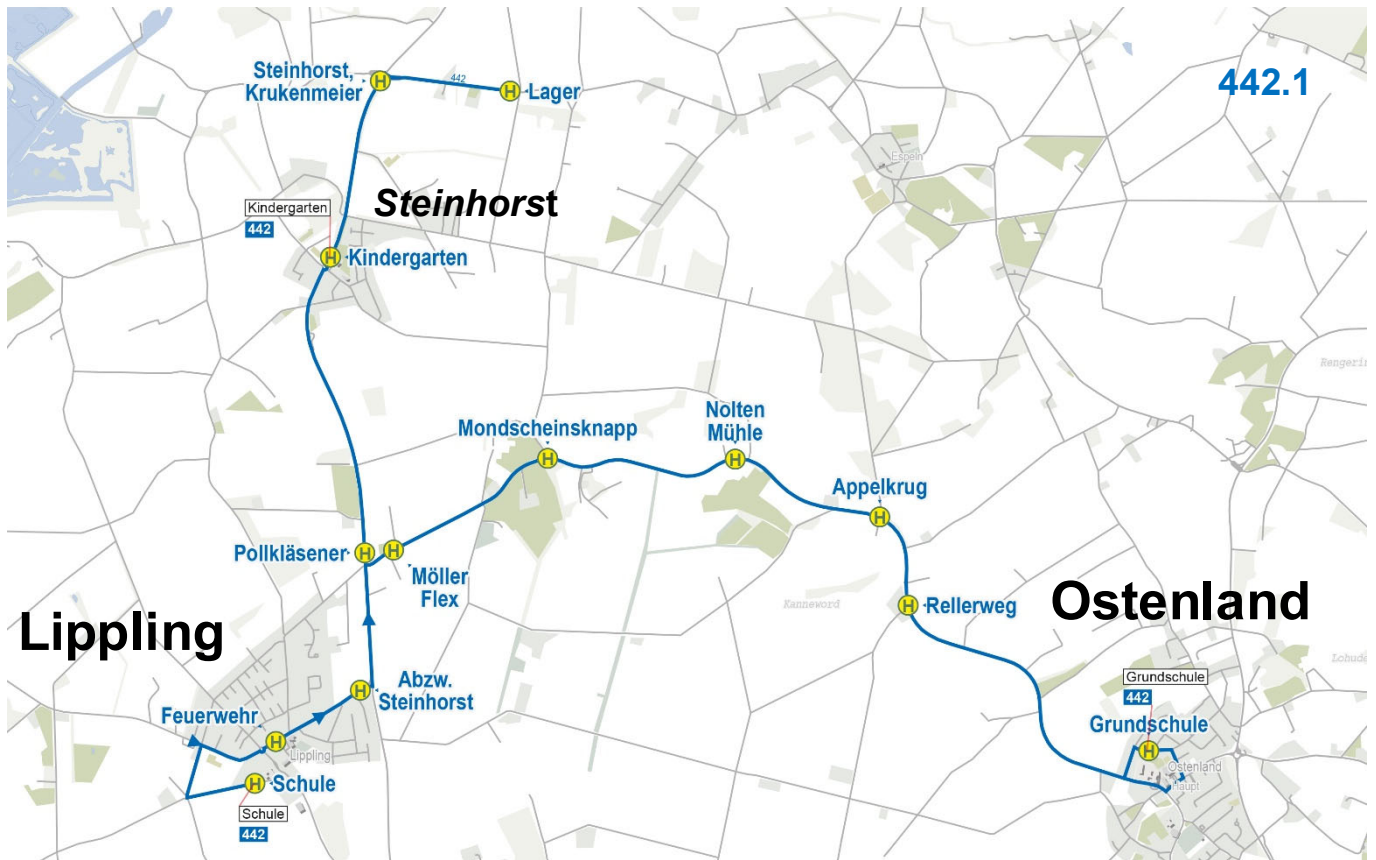 442.1
Steinhorst,
Krukenmeier
442
Lager
Espeln
Steinhorst
Kindergarten
442
Kindergarten
Nolten
Mühle
Mondscheinsknapp
Appelkrug
Pollkläsener
Möller
Flex
Kanneword
Rellerweg
Ostenland
Lippling
Abzw.
Steinhorst
Grundschule
442
Grundschule
Feuerwehr
Lippling
Ostenland
Haupt
Schule
Schule
442